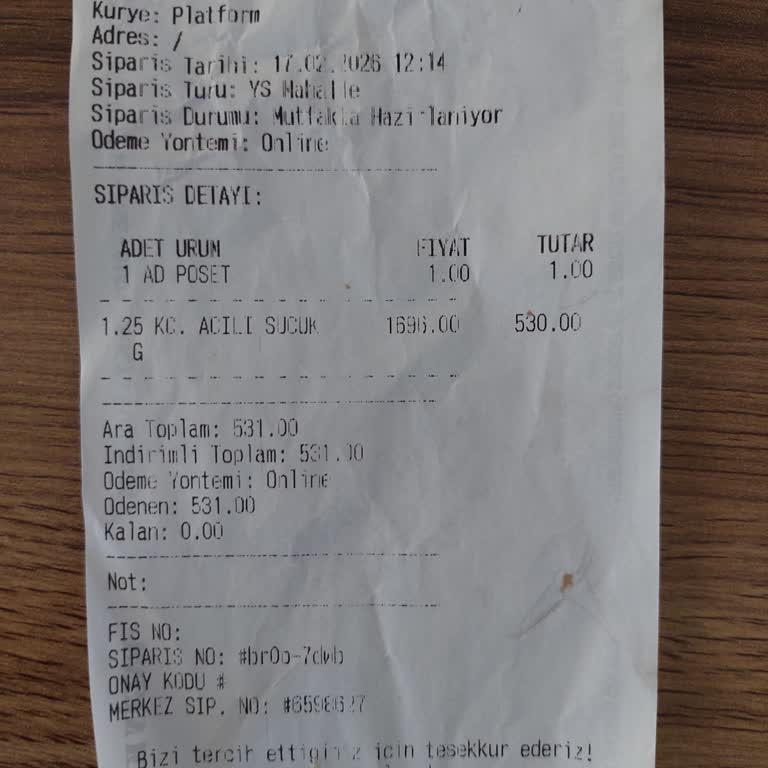 Kurye: Platform
Adres: /
Siparis Tarihi: 17.02.2026 12:14
Siparis Turu: YS Mahalle
Siparis Durumu: Mutfakta Hazirlaniyor
Odeme Yontemi: Online
SIPARIS DETAYI:
ADET URUN FIYAT TUTAR
1 AD POSET 1.00 1.00
1.25 KC. ACILI SUCUK 1696.00 530.00
G
Ara Toplam: 531.00
Indirimli Toplam: 531.00
Odeme Yontemi: Online
Odenen: 531.00
Kalan: 0.00
Not:
FIS NO:
SIPARIS NO:
ONAY KODU #
MERKEZ SIP. NO:
Bizi tercih ettiginiz icin tesekkur ederiz!